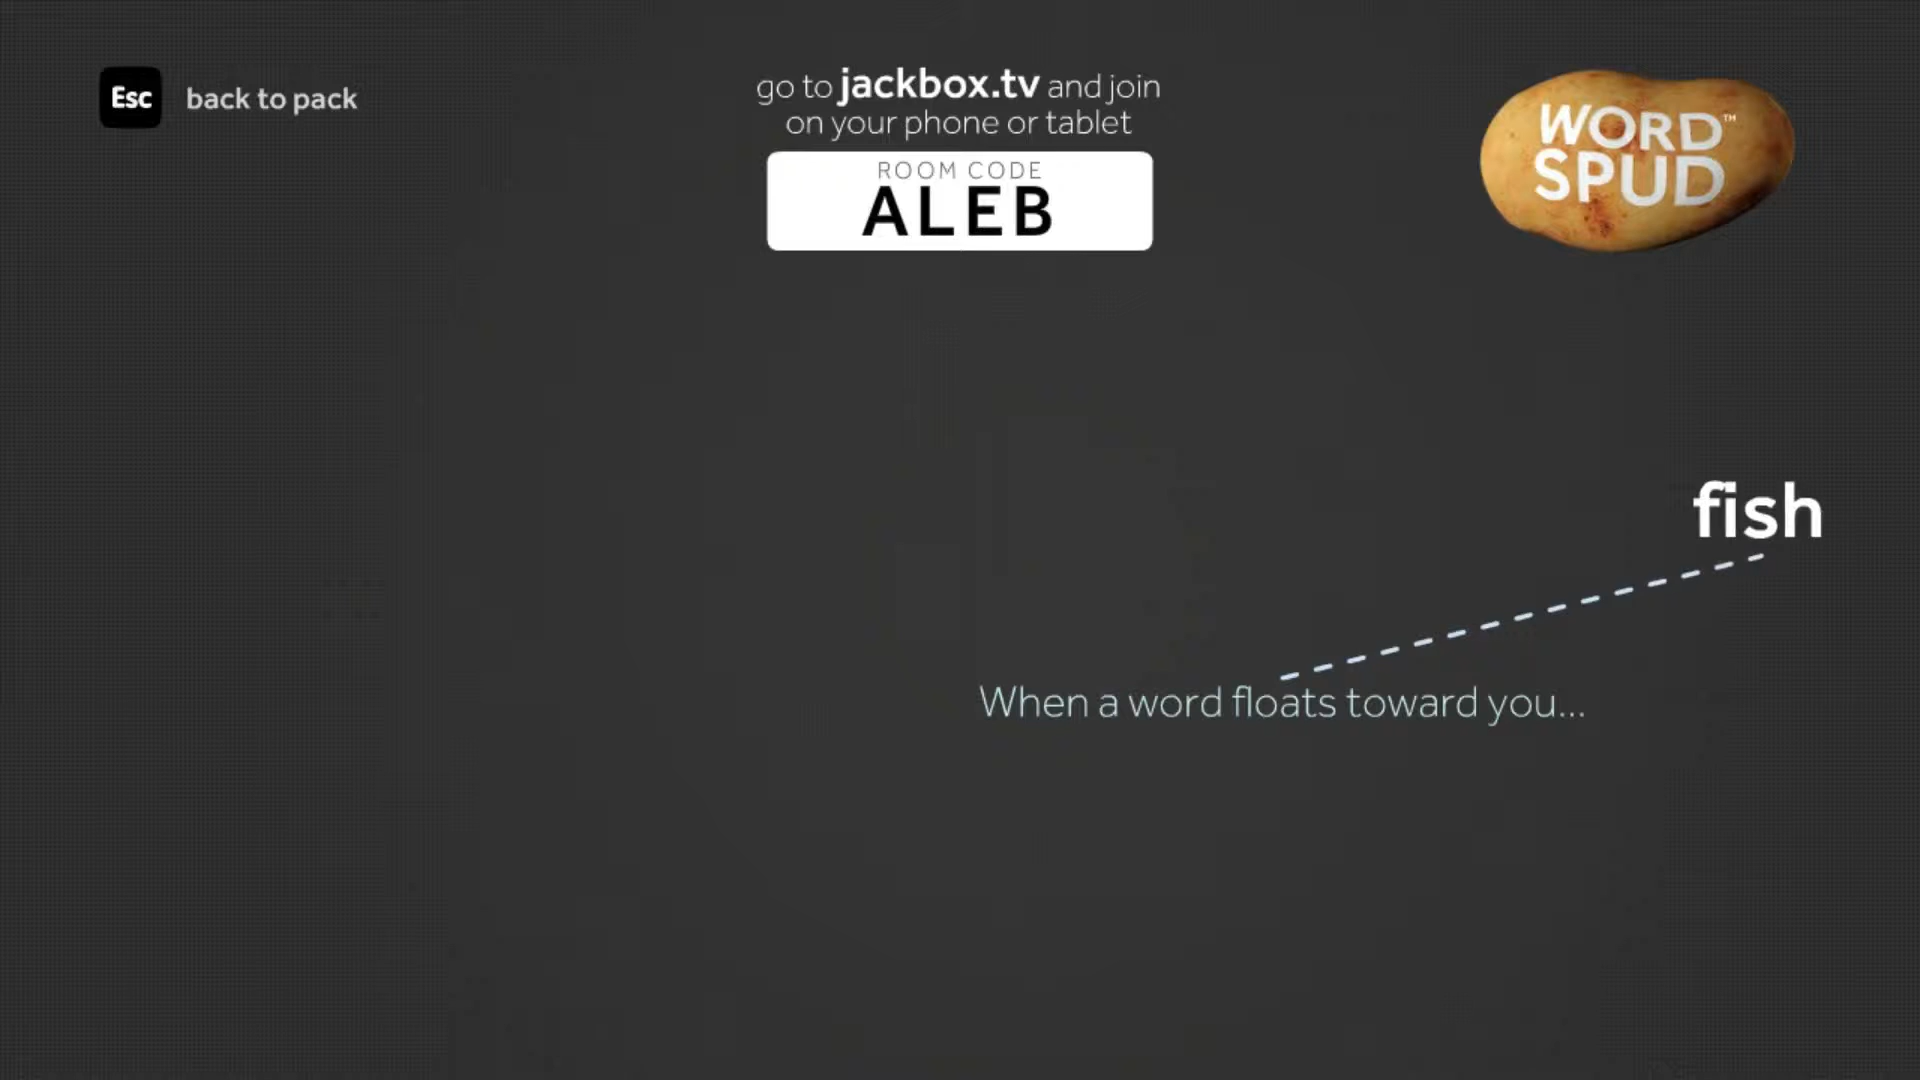 Esc back to pack
go to jackbox.tv and join
on your phone or tablet
ROOM CODE
ALEB
WORD™
SPUD
fish
When a word floats toward you...